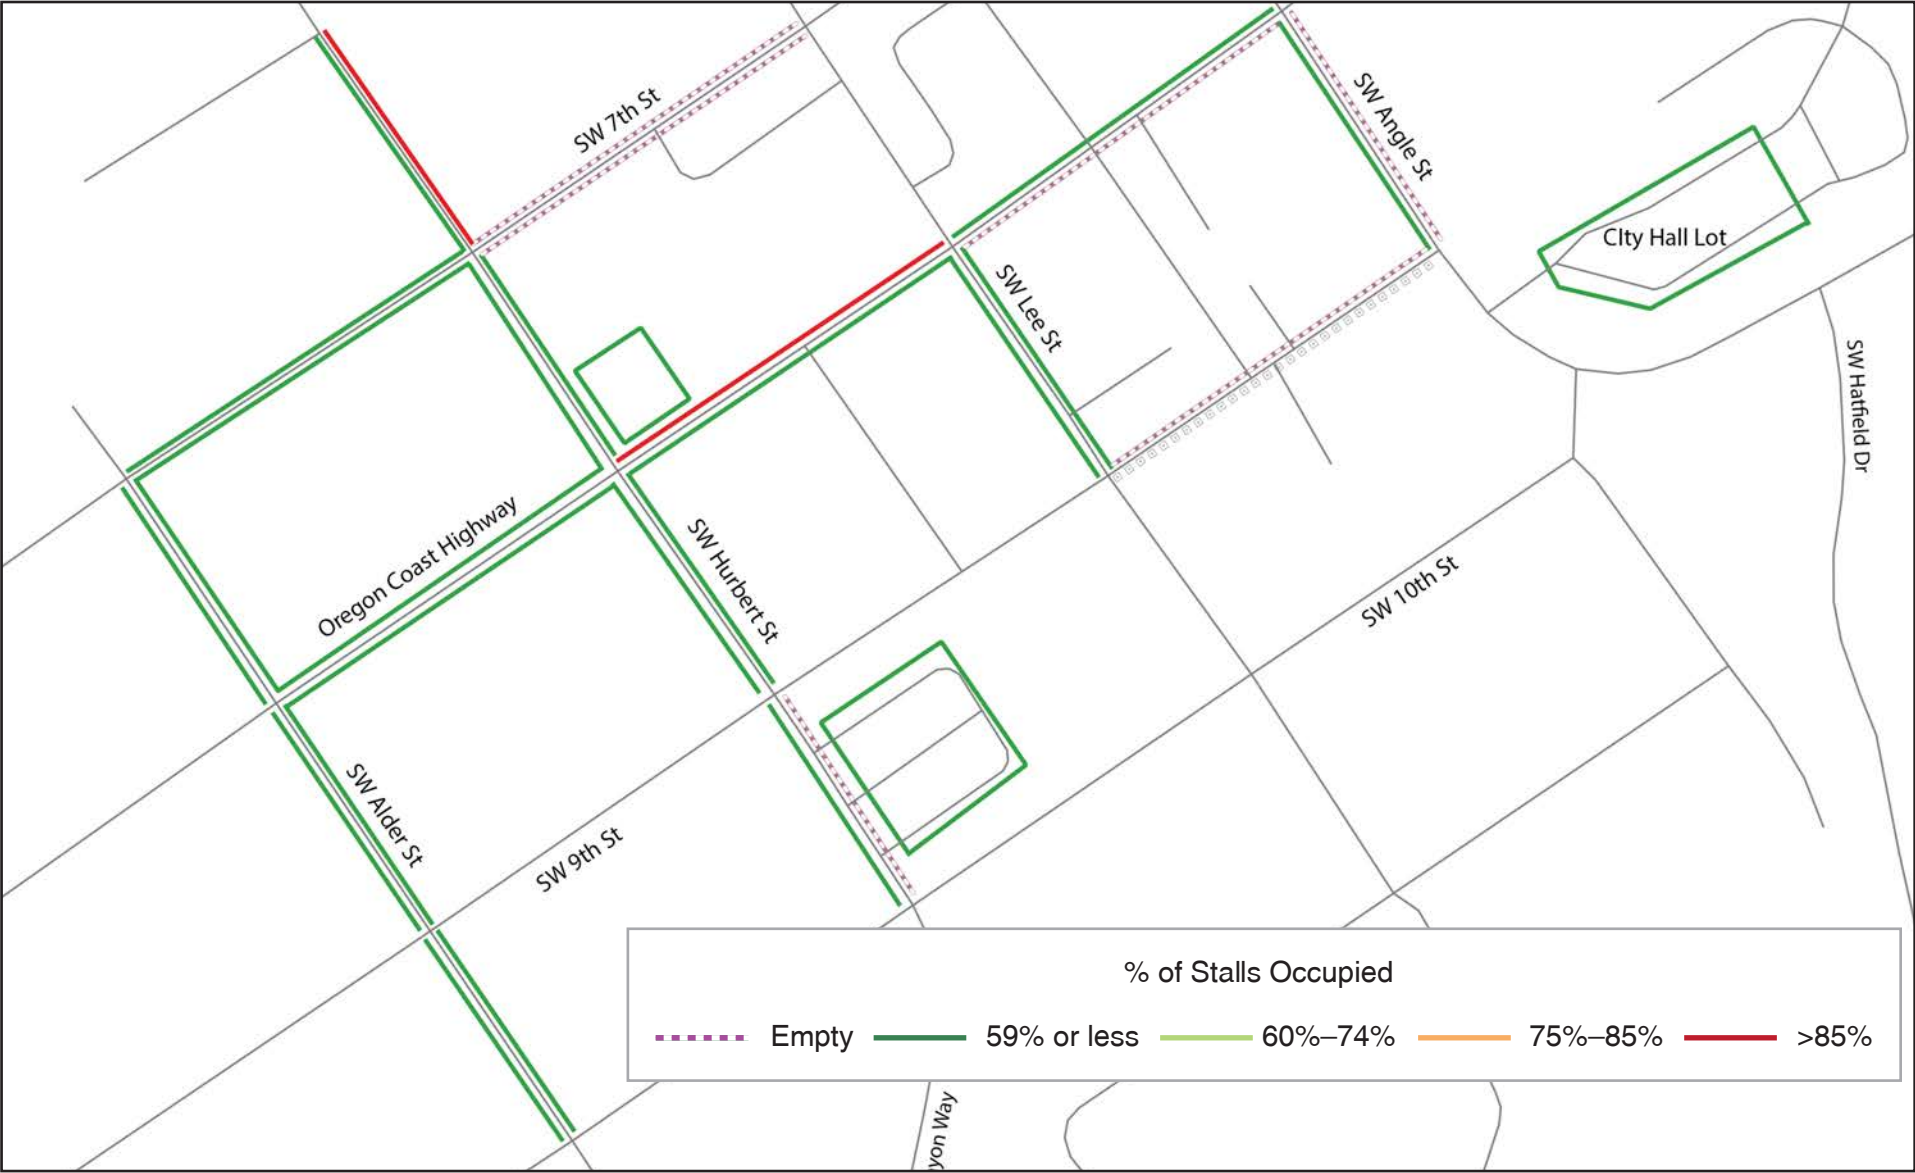 SW 7th St
SW Angle St
CIty Hall Lot
SW Lee St
SW Hatfield Dr
Oregon Coast Highway
SW Hurbert St
SW 10th St
SW Alder St
SW 9th St
% of Stalls Occupied
Empty 59% or less 60%–74% 75%–85% >85%
yon Way